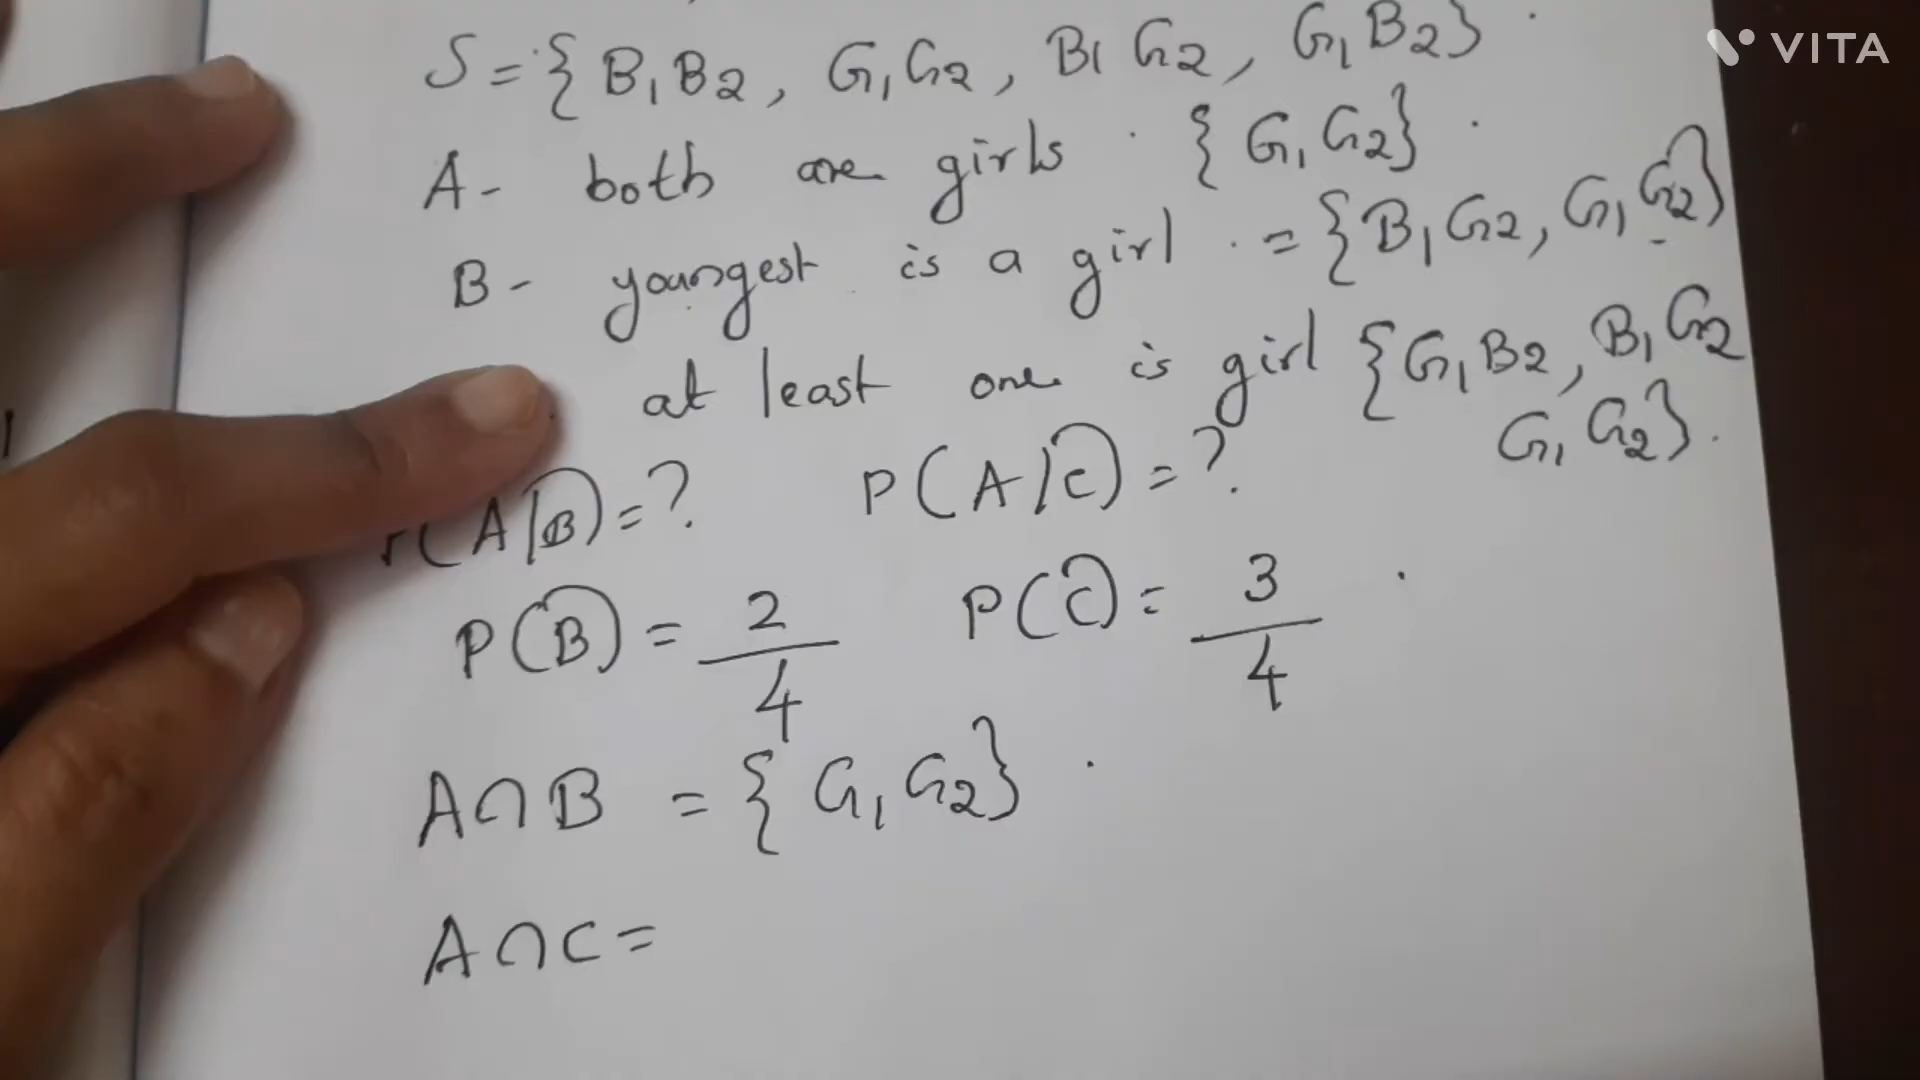 S = { B1B2, G1G2, B1G2, G1B2}
VITA
A - both are girls. {G1G2}.
B - youngest is a girl. = {B1G2, G1G2}
at least one is girl {G1B2, B1G2
G1G2}.
(A|B) = ? P(A|C) = ?
P(B) = 2/4 P(C) = 3/4
A∩B = {G1G2}.
A∩C =